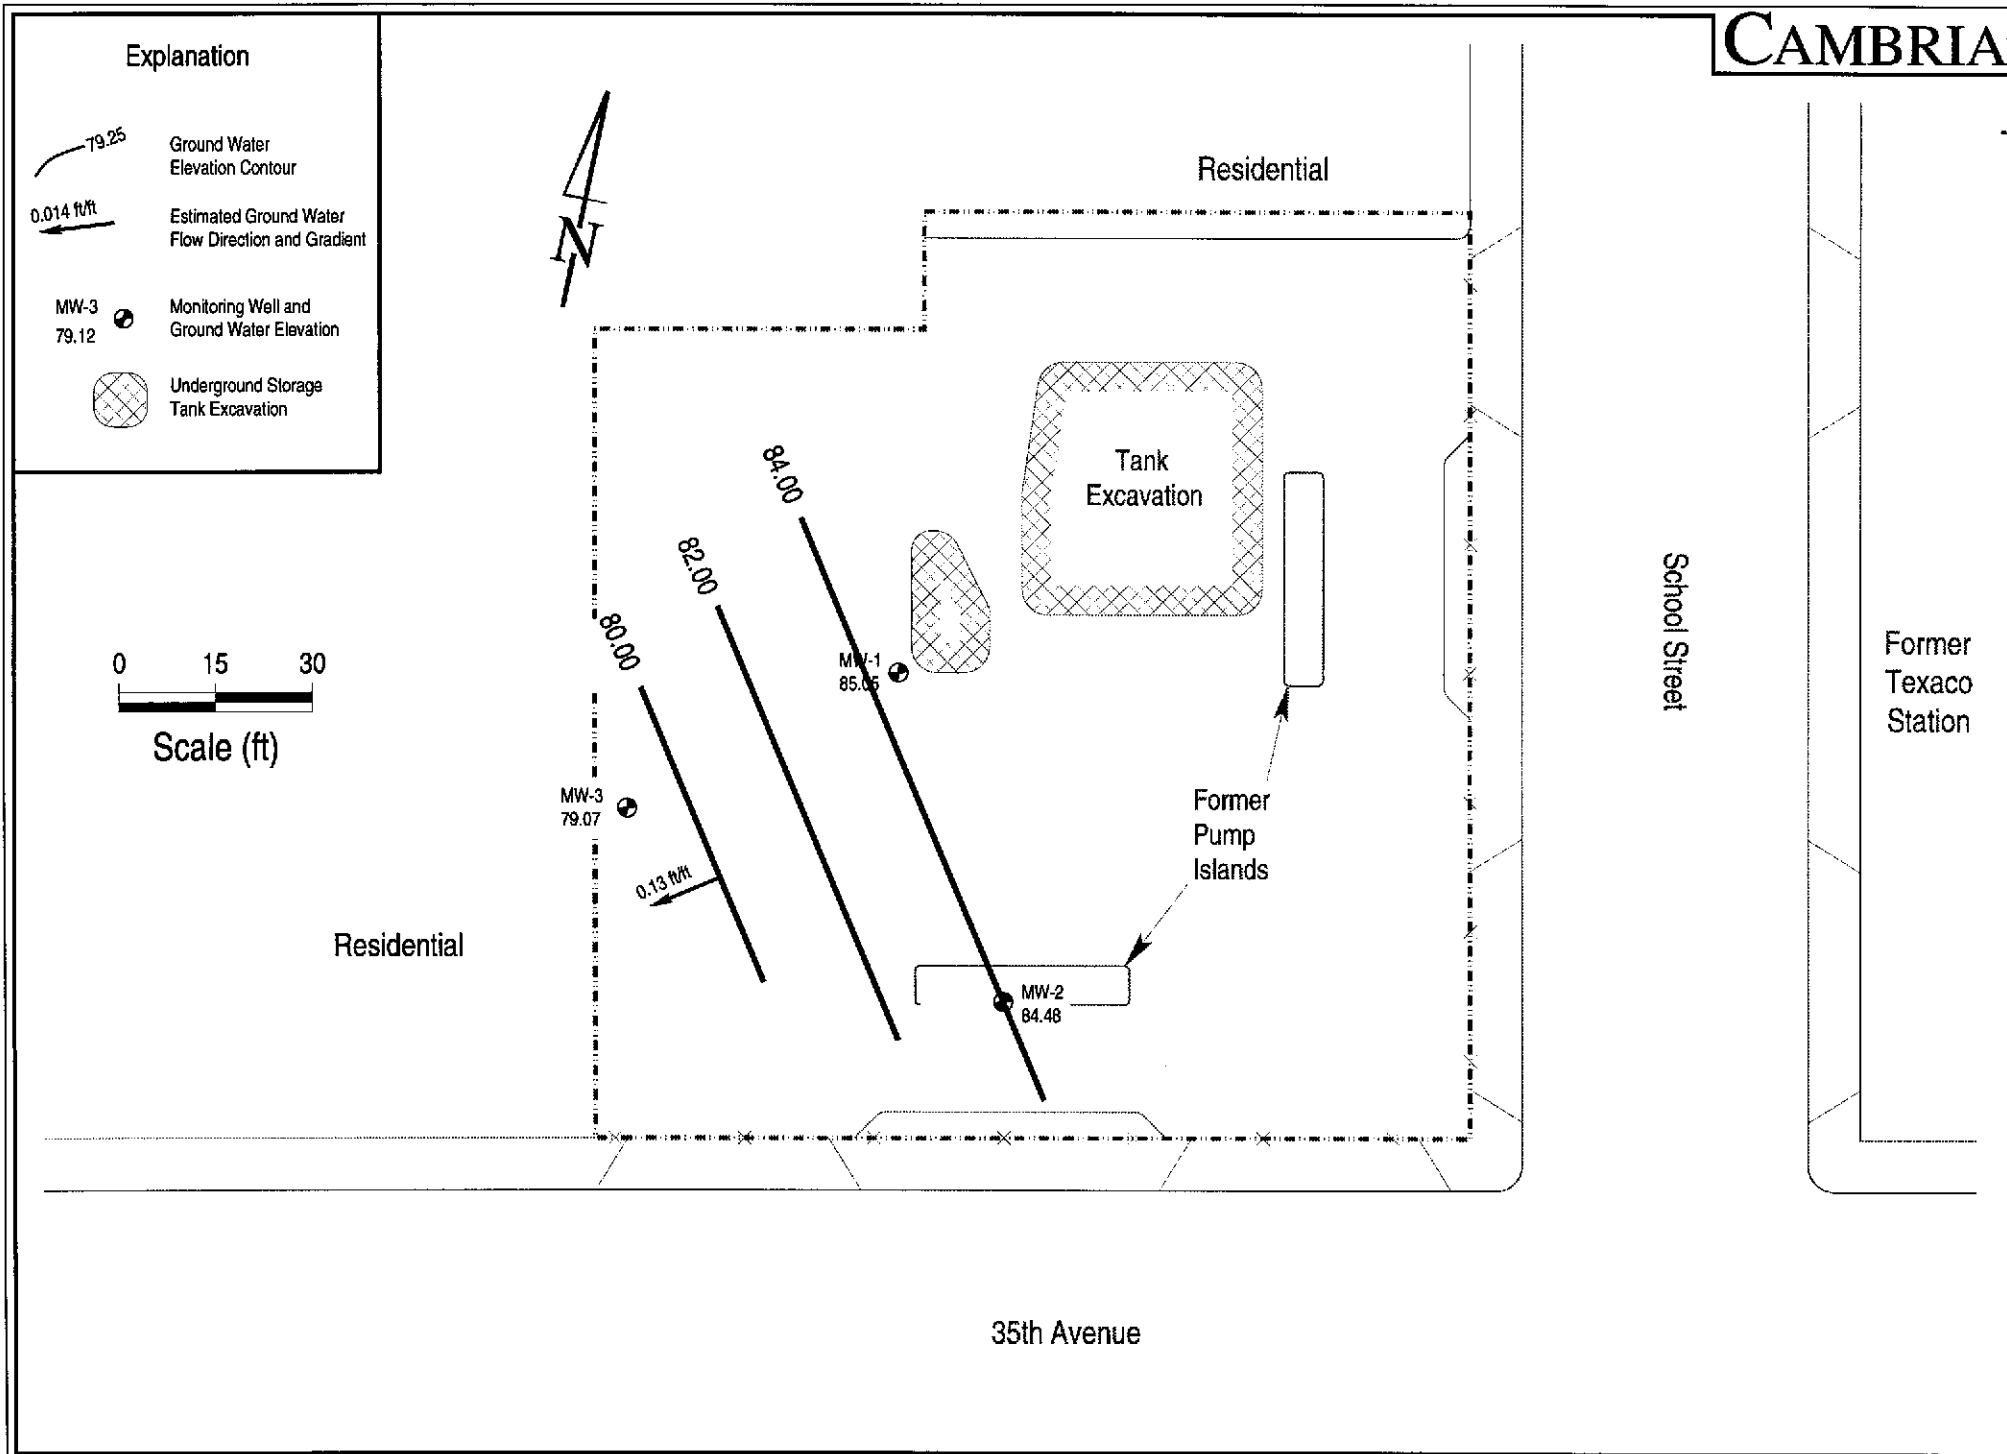 Explanation
79.25
Ground Water
Elevation Contour
0.014 ft/ft
Estimated Ground Water
Flow Direction and Gradient
MW-3
79.12
Monitoring Well and
Ground Water Elevation
Underground Storage
Tank Excavation
CAMBRIA
N
Residential
Tank
Excavation
84.00
82.00
80.00
0 15 30
Scale (ft)
MW-1
85.05
MW-3
79.07
0.13 ft/ft
Residential
Former
Pump
Islands
MW-2
84.48
School Street
Former
Texaco
Station
35th Avenue